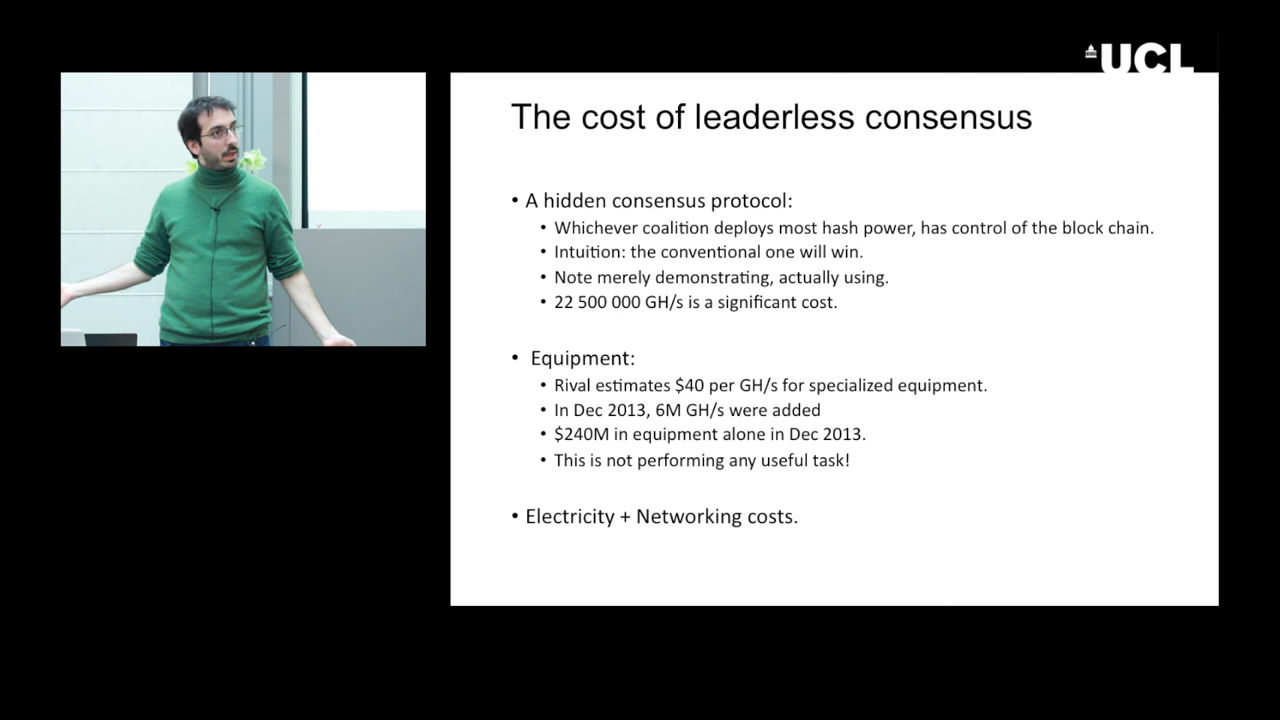 UCL
The cost of leaderless consensus
• A hidden consensus protocol:
• Whichever coalition deploys most hash power, has control of the block chain.
• Intuition: the conventional one will win.
• Note merely demonstrating, actually using.
• 22 500 000 GH/s is a significant cost.
• Equipment:
• Rival estimates $40 per GH/s for specialized equipment.
• In Dec 2013, 6M GH/s were added
• $240M in equipment alone in Dec 2013.
• This is not performing any useful task!
• Electricity + Networking costs.